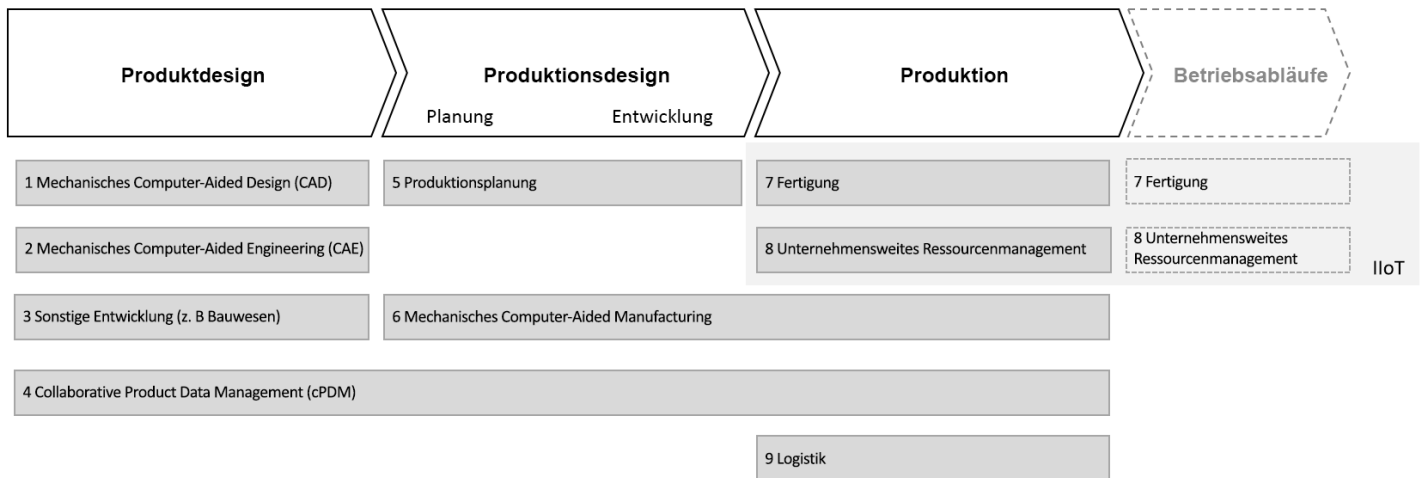 Produktdesign
Produktionsdesign
Planung
Entwicklung
Produktion
Betriebsabläufe
1 Mechanisches Computer-Aided Design (CAD)
5 Produktionsplanung
7 Fertigung
7 Fertigung
2 Mechanisches Computer-Aided Engineering (CAE)
8 Unternehmensweites Ressourcenmanagement
8 Unternehmensweites
Ressourcenmanagement
IIoT
3 Sonstige Entwicklung (z. B Bauwesen)
6 Mechanisches Computer-Aided Manufacturing
4 Collaborative Product Data Management (cPDM)
9 Logistik